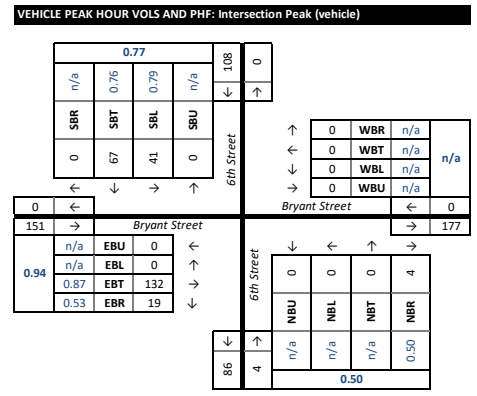 VEHICLE PEAK HOUR VOLS AND PHF: Intersection Peak (vehicle)
0.77
n/a 0.76 0.79 n/a
SBR SBT SBL SBU
0 67 41 0
← ↓ → ↑
108 0
↓ ↑
6th Street
↑ 0 WBR n/a
← 0 WBT n/a
↓ 0 WBL n/a
→ 0 WBU n/a
n/a
0 ←
151 →
Bryant Street
Bryant Street
← 0
→ 177
0.94
n/a EBU 0 ←
n/a EBL 0 ↑
0.87 EBT 132 →
0.53 EBR 19 ↓
6th Street
↓ ← ↑ →
0 0 0 4
NBU NBL NBT NBR
n/a n/a n/a 0.50
0.50
↓ ↑
86 4